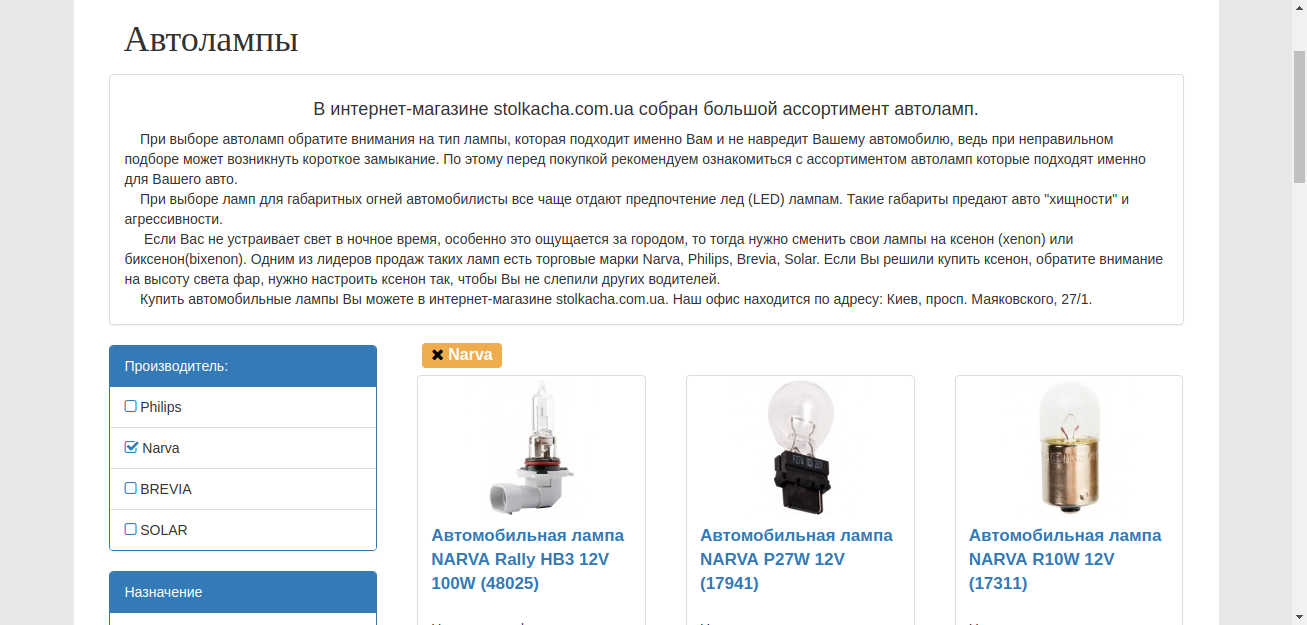 Автолампы
В интернет-магазине stolkacha.com.ua собран большой ассортимент автоламп.
При выборе автоламп обратите внимания на тип лампы, которая подходит именно Вам и не навредит Вашему автомобилю, ведь при неправильном
подборе может возникнуть короткое замыкание. По этому перед покупкой рекомендуем ознакомиться с ассортиментом автоламп которые подходят именно
для Вашего авто.
При выборе ламп для габаритных огней автомобилисты все чаще отдают предпочтение лед (LED) лампам. Такие габариты предают авто "хищности" и
агрессивности.
Если Вас не устраивает свет в ночное время, особенно это ощущается за городом, то тогда нужно сменить свои лампы на ксенон (xenon) или
биксенон(bixenon). Одним из лидеров продаж таких ламп есть торговые марки Narva, Philips, Brevia, Solar. Если Вы решили купить ксенон, обратите внимание
на высоту света фар, нужно настроить ксенон так, чтобы Вы не слепили других водителей.
Купить автомобильные лампы Вы можете в интернет-магазине stolkacha.com.ua. Наш офис находится по адресу: Киев, просп. Маяковского, 27/1.
Производитель:
Philips
Narva
BREVIA
SOLAR
Назначение
Narva
Автомобильная лампа
NARVA Rally HB3 12V
100W (48025)
Автомобильная лампа
NARVA P27W 12V
(17941)
Автомобильная лампа
NARVA R10W 12V
(17311)